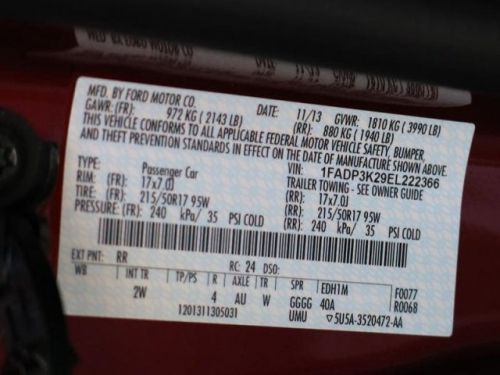 MFD. BY FORD MOTOR CO.
DATE: 11/13 GVWR: 1810 KG ( 3990 LB)
GAWR: (FR): 972 KG ( 2143 LB) (RR): 880 KG ( 1940 LB)
THIS VEHICLE CONFORMS TO ALL APPLICABLE FEDERAL MOTOR VEHICLE SAFETY, BUMPER,
AND THEFT PREVENTION STANDARDS IN EFFECT ON THE DATE OF MANUFACTURE SHOWN ABOVE.
VIN: 1FADP3K29EL222366
TYPE: Passenger Car TRAILER TOWING - SEE OWNER GUIDE
RIM: (FR) 17x7.0J (RR): 17x7.0J
TIRE: (FR) 215/50R17 95W (RR): 215/50R17 95W
PRESSURE: (FR) 240 kPa/ 35 PSI COLD (RR): 240 kPa/ 35 PSI COLD
EXT PNT: RR RC: 24 DSO:
WB INT TR TP/PS R AXLE TR SPR EDH1M F0077
2W 4 AU W GGGG 40A R0068
1201311305031 UMU 5U5A-3520472-AA